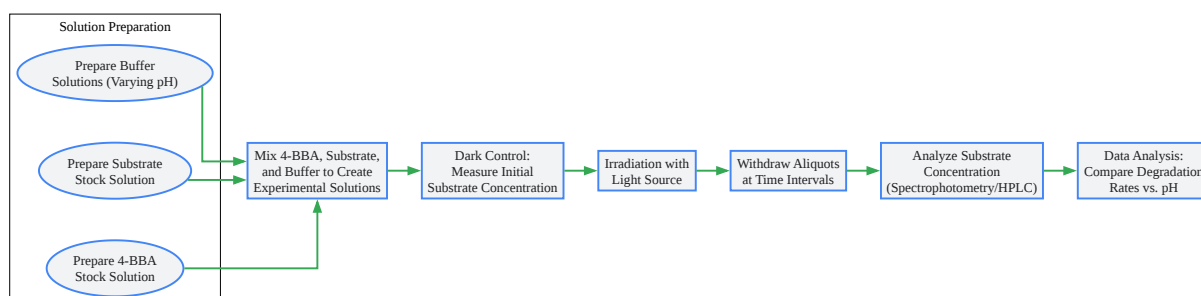 Solution Preparation
Prepare Buffer
Solutions (Varying pH)
Prepare Substrate
Stock Solution
Prepare 4-BBA
Stock Solution
Mix 4-BBA, Substrate,
and Buffer to Create
Experimental Solutions
Dark Control:
Measure Initial
Substrate Concentration
Irradiation with
Light Source
Withdraw Aliquots
at Time Intervals
Analyze Substrate
Concentration
(Spectrophotometry/HPLC)
Data Analysis:
Compare Degradation
Rates vs. pH